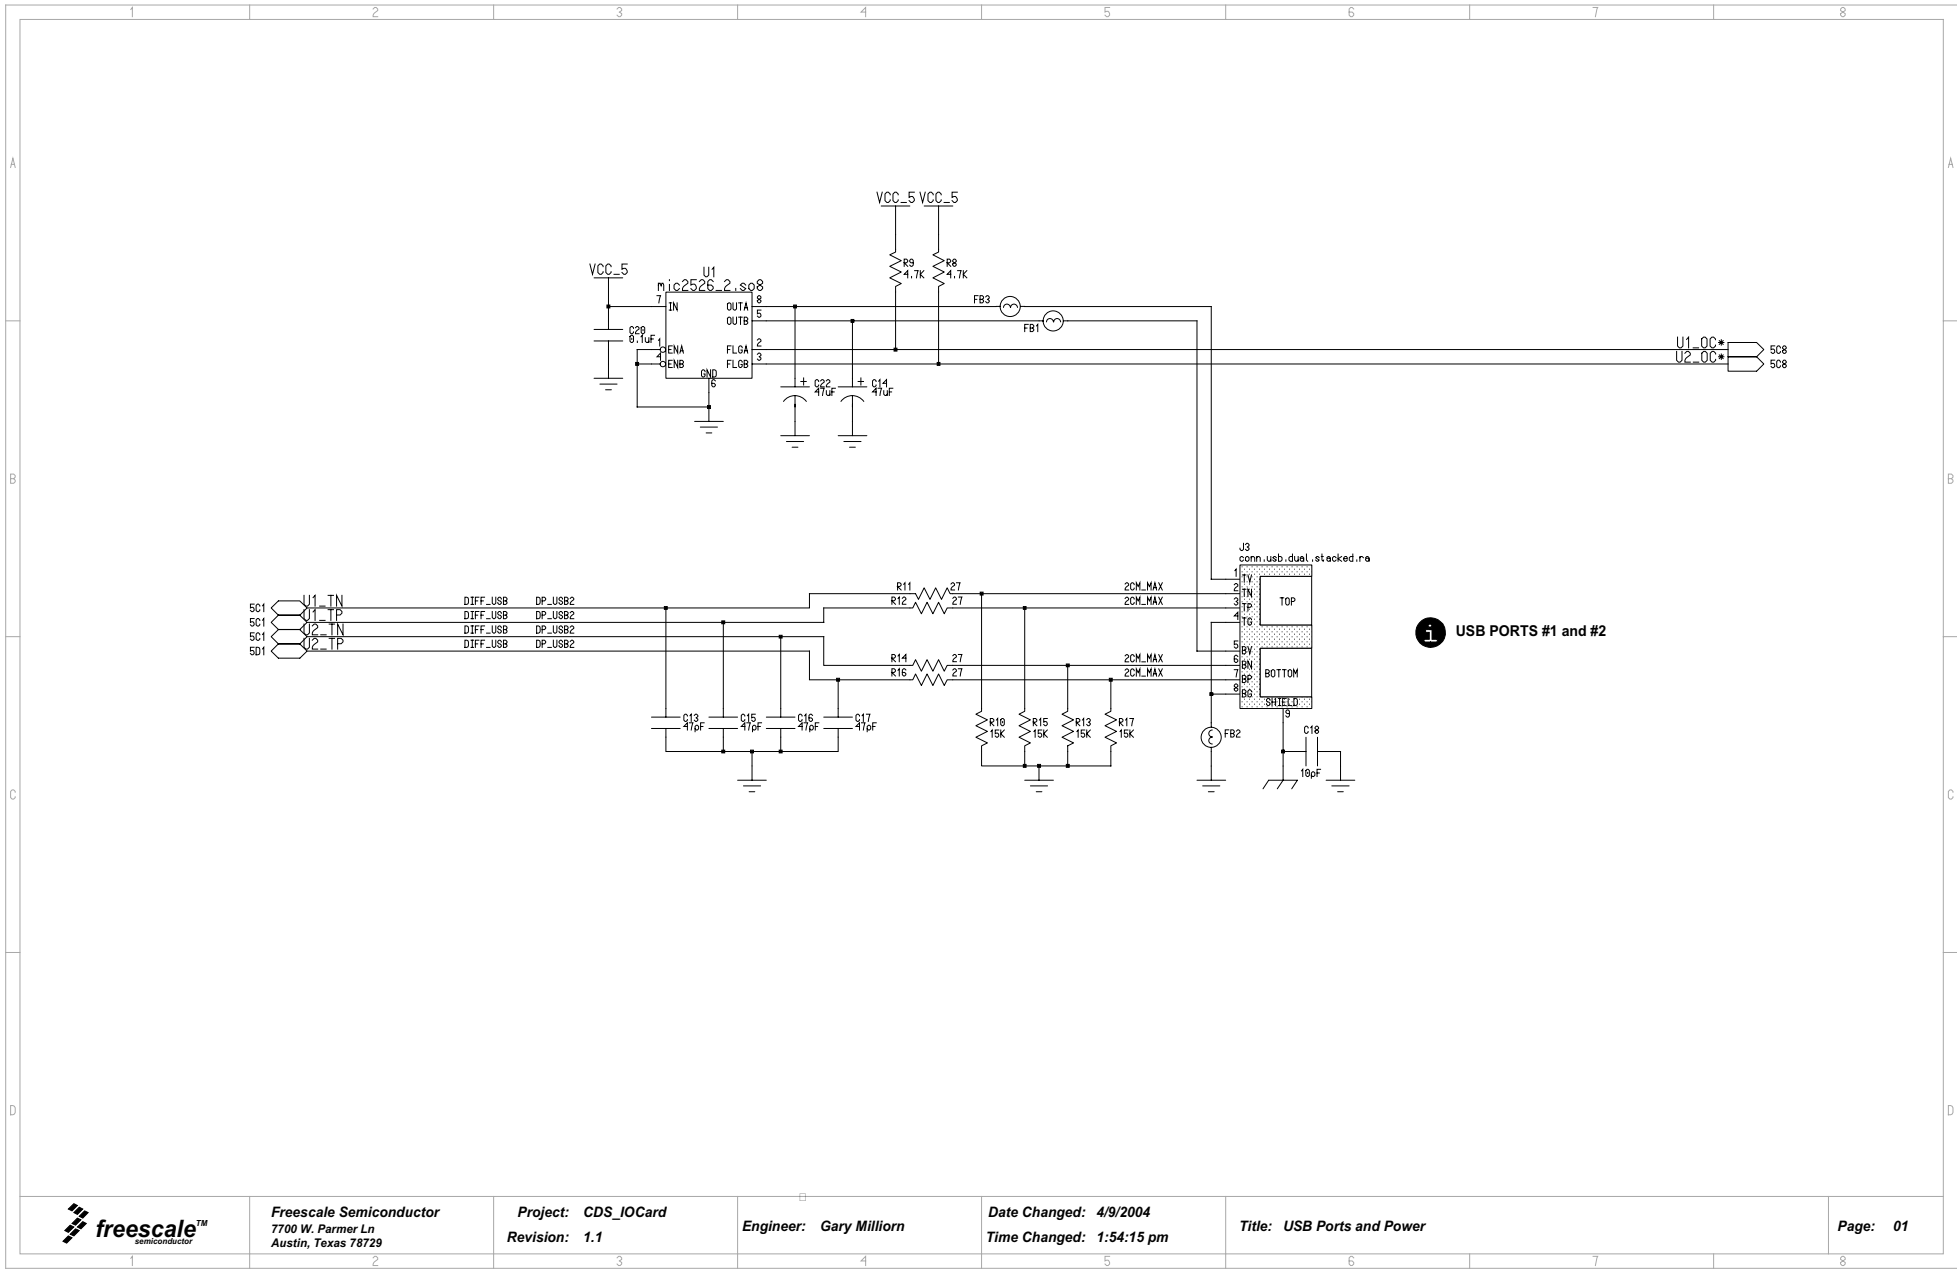 1 2 3 4 5 6 7 8
A A
VCC_5 VCC_5
R9 R8
4.7K 4.7K
VCC_5
U1
mic2526_2.so8
7 IN OUTA 8
OUTB 5
FB3
FB1
C20
0.1uF
1 ENA FLGA 2
ENB FLGB 3
GND
6
U1_OC* 5C8
U2_OC* 5C8
C22 C14
47uF 47uF
+ +
B B
J3
conn.usb.dual.stacked.ra
1 TV
2 TN
3 TP
4 TG
TOP
5 BV
6 BN
7 BP
8 BG
BOTTOM
SHIELD
9
R11 27 2CM_MAX
R12 27 2CM_MAX
5C1 U1_TN DIFF_USB DP_USB2
5C1 U1_TP DIFF_USB DP_USB2
5C1 U2_TN DIFF_USB DP_USB2
5D1 U2_TP DIFF_USB DP_USB2
i USB PORTS #1 and #2
R14 27 2CM_MAX
R16 27 2CM_MAX
C13 C15 C16 C17
47pF 47pF 47pF 47pF
R10 R15 R13 R17
15K 15K 15K 15K
FB2
C18
10pF
C C
D D
freescale™
semiconductor
Freescale Semiconductor
7700 W. Parmer Ln
Austin, Texas 78729
Project: CDS_IOCard
Revision: 1.1
Engineer: Gary Milliorn
Date Changed: 4/9/2004
Time Changed: 1:54:15 pm
Title: USB Ports and Power
Page: 01
1 2 3 4 5 6 7 8